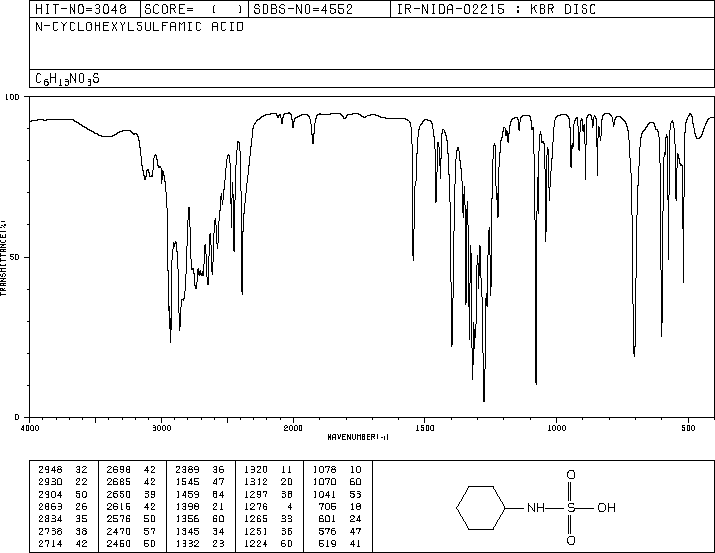 HIT-NO=3048 SCORE= ( ) SDBS-NO=4552 IR-NIDA-02215 : KBR DISC
N-CYCLOHEXYLSULFAMIC ACID
C6H13NO3S
100
50
0
TRANSMITTANCE(%)
4000 3000 2000 1500 1000 500
WAVENUMBER(-1)
2948 32 2698 42 2389 36 1320 11 1078 10
2930 22 2685 42 1545 47 1312 20 1070 60
2904 50 2650 39 1459 64 1297 38 1041 53
2863 26 2615 42 1398 21 1276 4 705 18
2834 35 2576 50 1356 60 1265 33 601 24
2738 38 2470 57 1345 34 1251 36 576 47
2714 42 2450 50 1332 23 1224 60 519 41
O
NH S OH
O